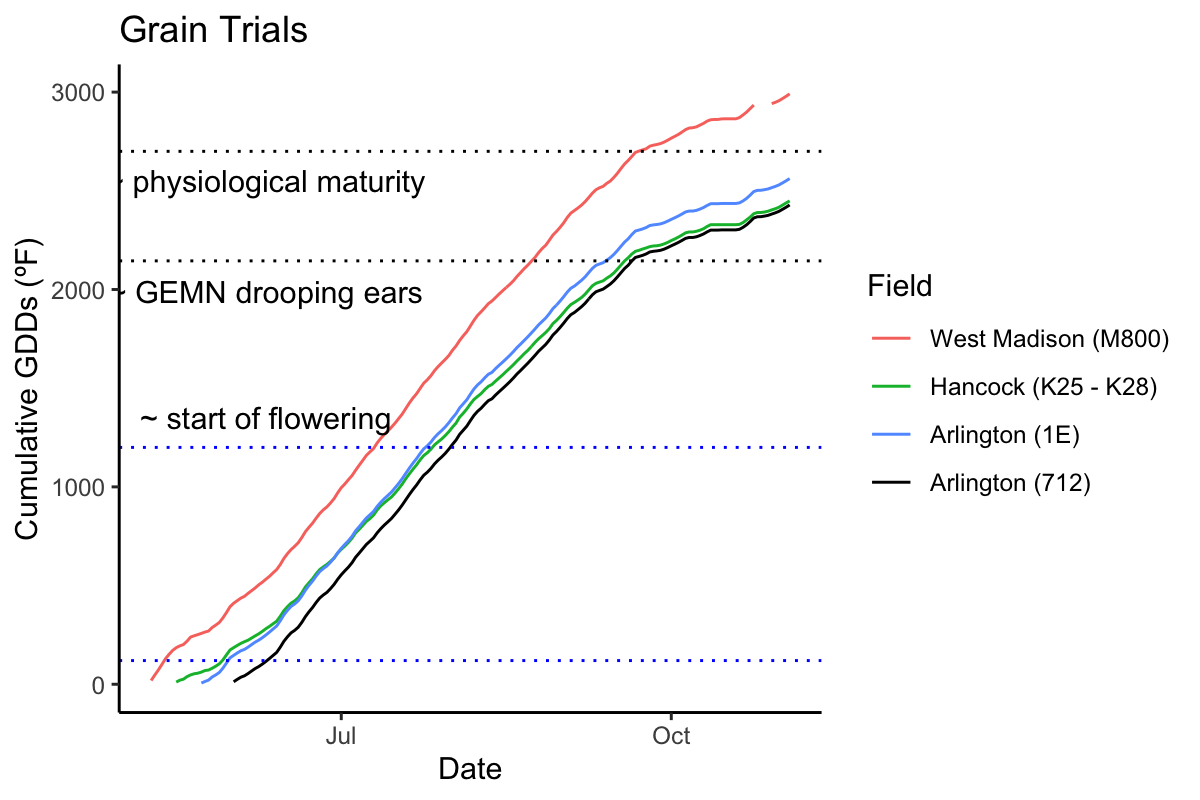 Grain Trials
3000
physiological maturity
2000
GEMN drooping ears
~ start of flowering
1000
0
Jul
Oct
Date
Cumulative GDDs (ºF)
Field
West Madison (M800)
Hancock (K25 - K28)
Arlington (1E)
Arlington (712)